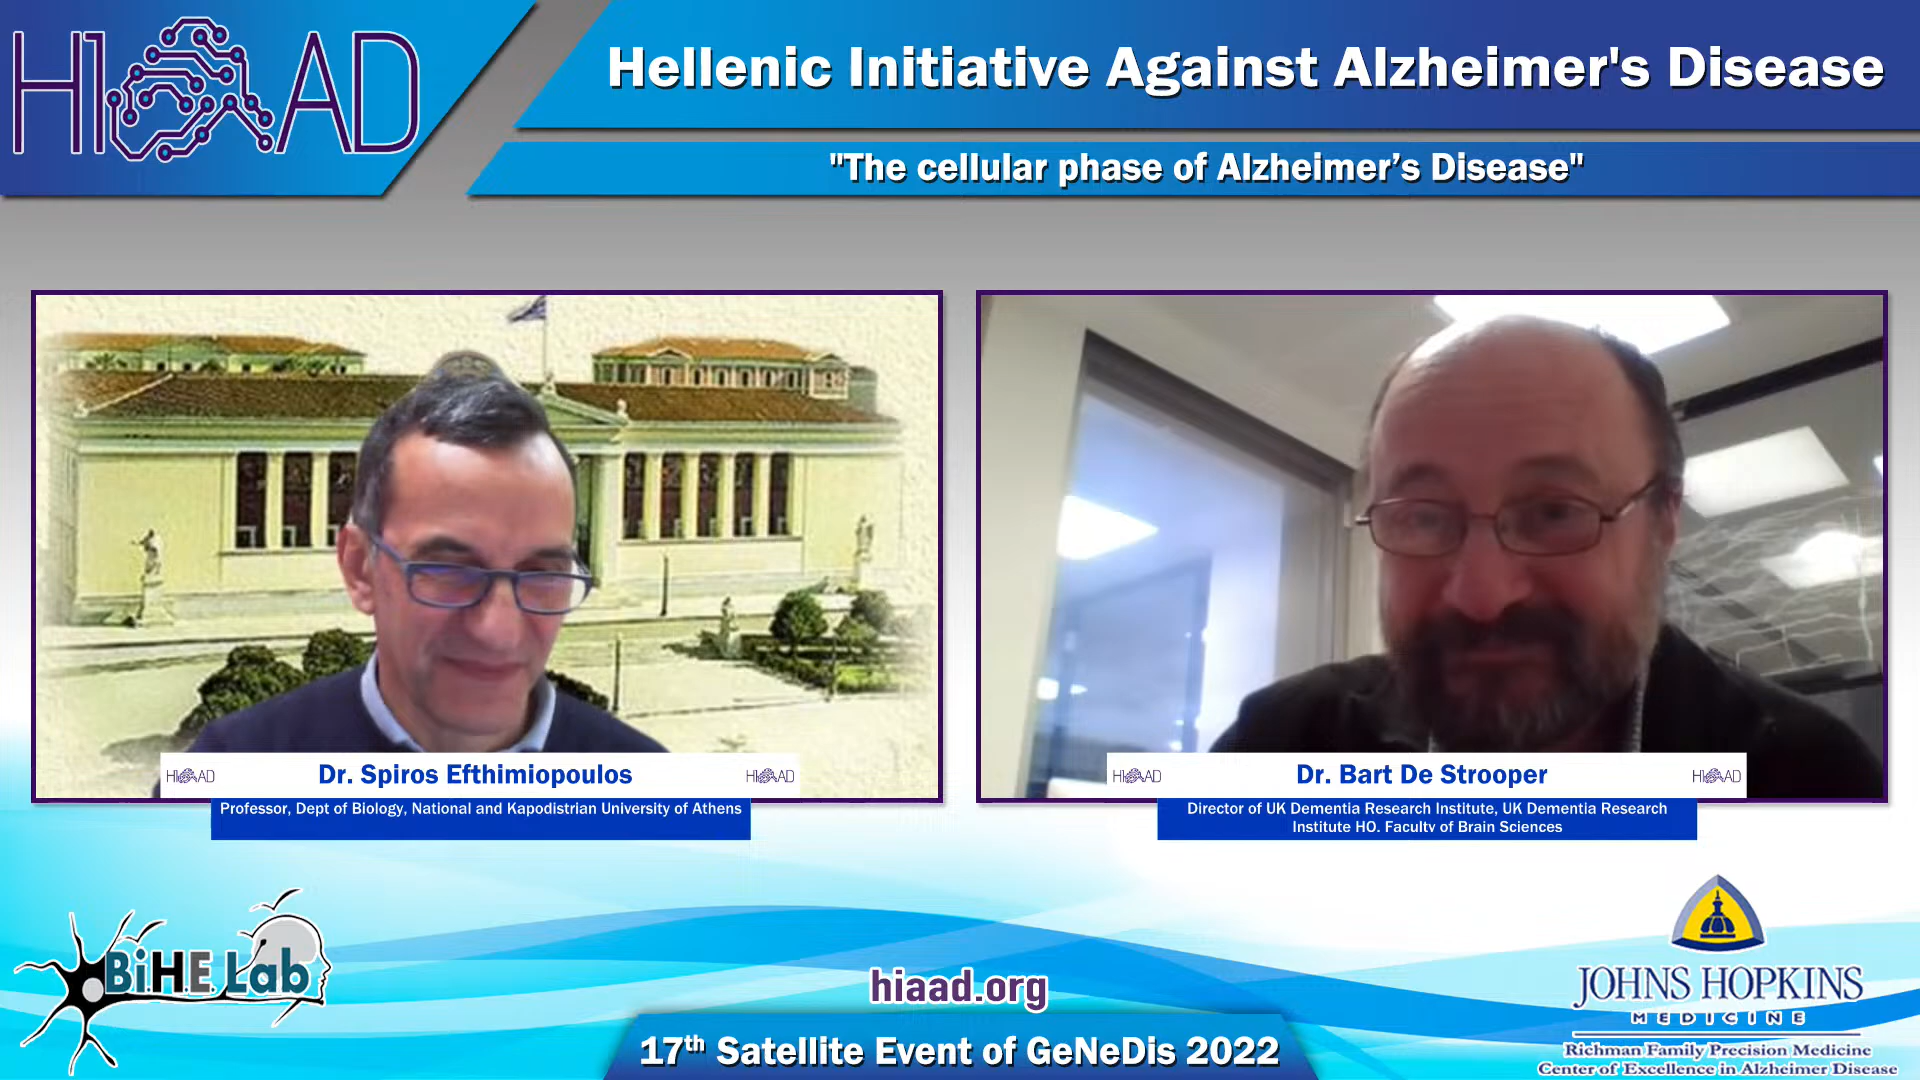 HIAAD
Hellenic Initiative Against Alzheimer's Disease
"The cellular phase of Alzheimer’s Disease"
HIAAD
Dr. Spiros Efthimiopoulos
HIAAD
Professor, Dept of Biology, National and Kapodistrian University of Athens
HIAAD
Dr. Bart De Strooper
HIAAD
Director of UK Dementia Research Institute, UK Dementia Research
Institute HQ, Faculty of Brain Sciences
BiH.E. Lab
hiaad.org
17th Satellite Event of GeNeDis 2022
JOHNS HOPKINS
MEDICINE
Richman Family Precision Medicine
Center of Excellence in Alzheimer Disease